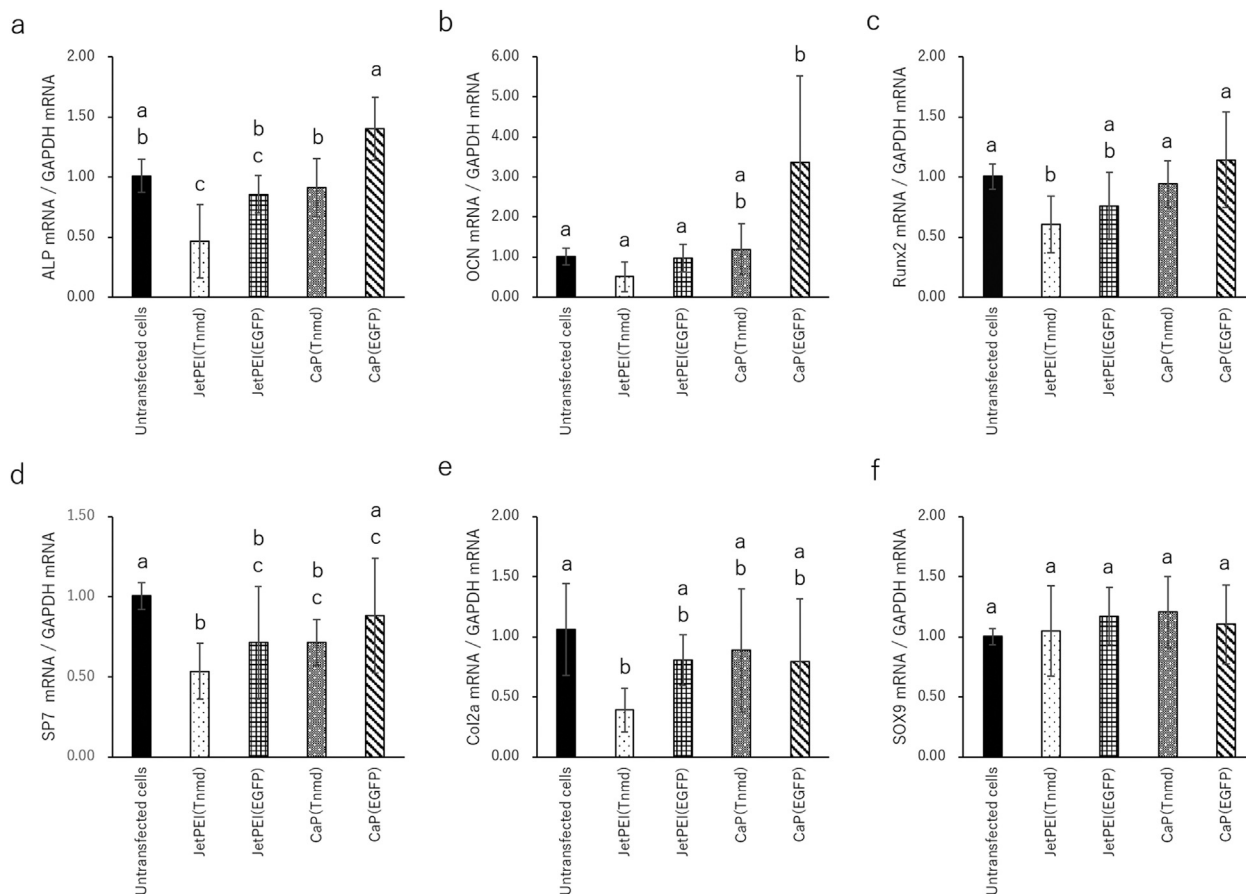 a
ALP mRNA / GAPDH mRNA
2.00
1.50
1.00
0.50
0.00
a
b
c
b
c
b
a
Untransfected cells
JetPEI(Tnmd)
JetPEI(EGFP)
CaP(Tnmd)
CaP(EGFP)
b
OCN mRNA / GAPDH mRNA
6.00
5.00
4.00
3.00
2.00
1.00
0.00
a
a
a
a
b
b
Untransfected cells
JetPEI(Tnmd)
JetPEI(EGFP)
CaP(Tnmd)
CaP(EGFP)
c
Runx2 mRNA / GAPDH mRNA
2.00
1.50
1.00
0.50
0.00
a
b
a
b
a
a
Untransfected cells
JetPEI(Tnmd)
JetPEI(EGFP)
CaP(Tnmd)
CaP(EGFP)
d
SP7 mRNA / GAPDH mRNA
1.50
1.00
0.50
0.00
a
b
b
c
b
c
a
c
Untransfected cells
JetPEI(Tnmd)
JetPEI(EGFP)
CaP(Tnmd)
CaP(EGFP)
e
Col2a mRNA / GAPDH mRNA
2.00
1.50
1.00
0.50
0.00
a
b
a
b
a
b
a
b
Untransfected cells
JetPEI(Tnmd)
JetPEI(EGFP)
CaP(Tnmd)
CaP(EGFP)
f
SOX9 mRNA / GAPDH mRNA
2.00
1.50
1.00
0.50
0.00
a
a
a
a
a
Untransfected cells
JetPEI(Tnmd)
JetPEI(EGFP)
CaP(Tnmd)
CaP(EGFP)